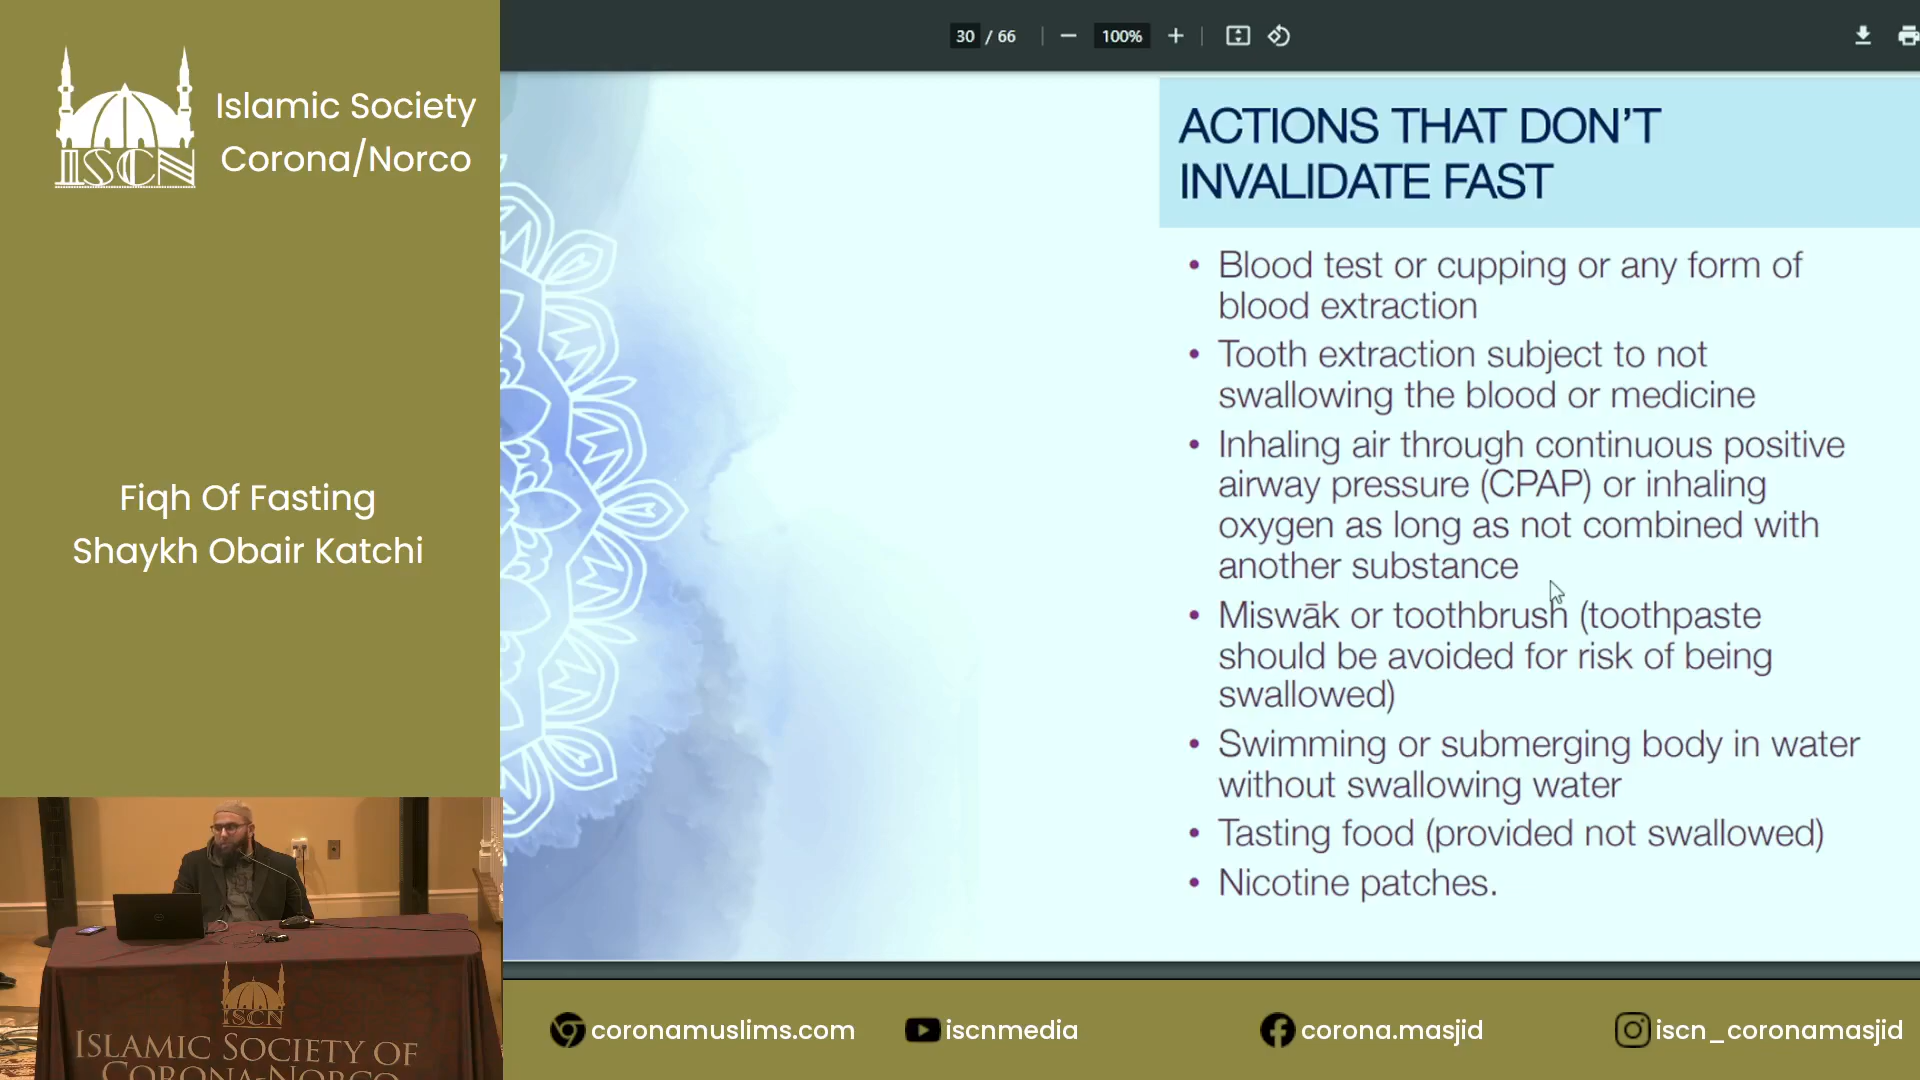 ISCN
Islamic Society
Corona/Norco
Fiqh Of Fasting
Shaykh Obair Katchi
30 / 66
100%
ACTIONS THAT DON'T
INVALIDATE FAST
• Blood test or cupping or any form of
blood extraction
• Tooth extraction subject to not
swallowing the blood or medicine
• Inhaling air through continuous positive
airway pressure (CPAP) or inhaling
oxygen as long as not combined with
another substance
• Miswāk or toothbrush (toothpaste
should be avoided for risk of being
swallowed)
• Swimming or submerging body in water
without swallowing water
• Tasting food (provided not swallowed)
• Nicotine patches.
ISCN
ISLAMIC SOCIETY OF
CORONA-NORCO
coronamuslims.com
iscnmedia
corona.masjid
iscn_coronamasjid